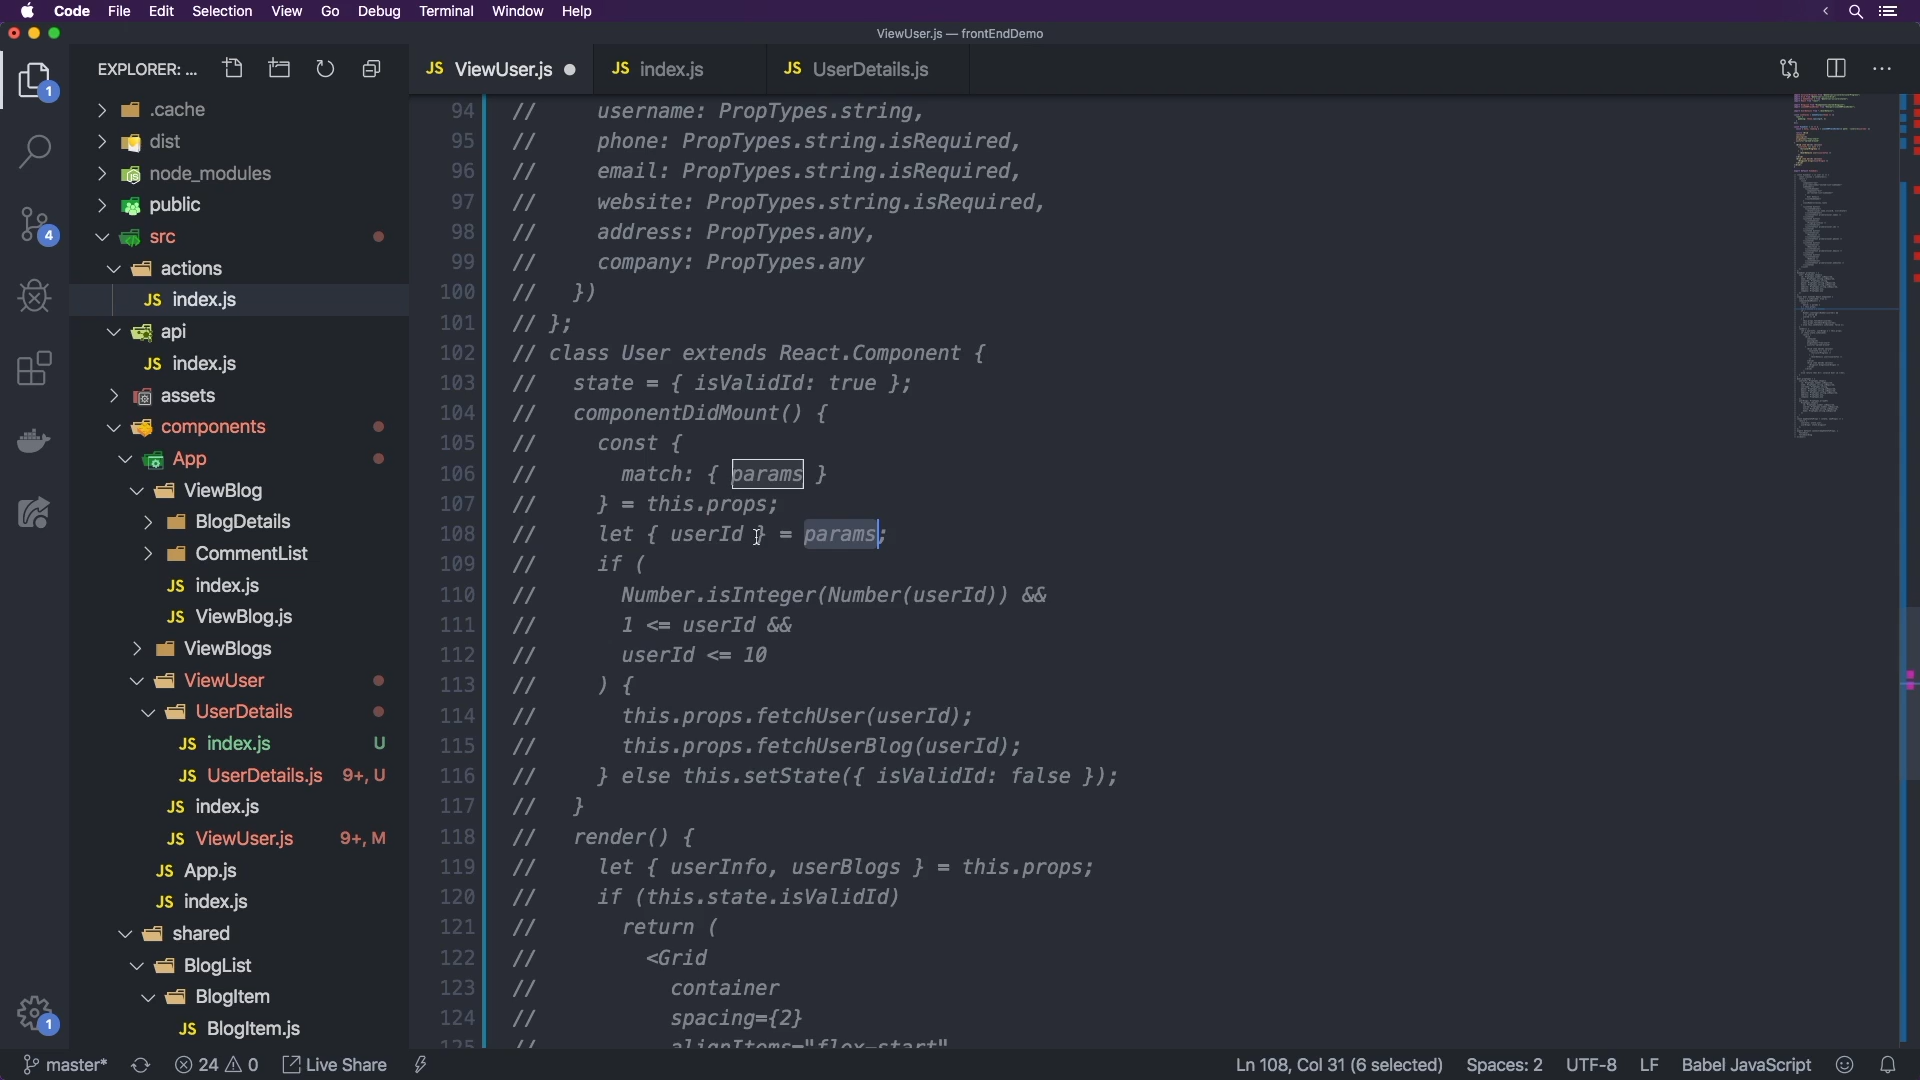 Code File Edit Selection View Go Debug Terminal Window Help
ViewUser.js — frontEndDemo
EXPLORER: ...
JS ViewUser.js
JS index.js
JS UserDetails.js
1
4
1
.cache
dist
node_modules
public
src
actions
JS index.js
api
JS index.js
assets
components
App
ViewBlog
BlogDetails
CommentList
JS index.js
JS ViewBlog.js
ViewBlogs
ViewUser
UserDetails
JS index.js U
JS UserDetails.js 9+, U
JS index.js
JS ViewUser.js 9+, M
JS App.js
JS index.js
shared
BlogList
BlogItem
JS BlogItem.js
94 // username: PropTypes.string,
95 // phone: PropTypes.string.isRequired,
96 // email: PropTypes.string.isRequired,
97 // website: PropTypes.string.isRequired,
98 // address: PropTypes.any,
99 // company: PropTypes.any
100 // })
101 // };
102 // class User extends React.Component {
103 // state = { isValidId: true };
104 // componentDidMount() {
105 // const {
106 // match: { params }
107 // } = this.props;
108 // let { userId } = params;
109 // if (
110 // Number.isInteger(Number(userId)) &&
111 // 1 <= userId &&
112 // userId <= 10
113 // ) {
114 // this.props.fetchUser(userId);
115 // this.props.fetchUserBlog(userId);
116 // } else this.setState({ isValidId: false });
117 // }
118 // render() {
119 // let { userInfo, userBlogs } = this.props;
120 // if (this.state.isValidId)
121 // return (
122 // <Grid
123 // container
124 // spacing={2}
125 // alignItems="flex-start"
master* 24 0 Live Share
Ln 108, Col 31 (6 selected) Spaces: 2 UTF-8 LF Babel JavaScript